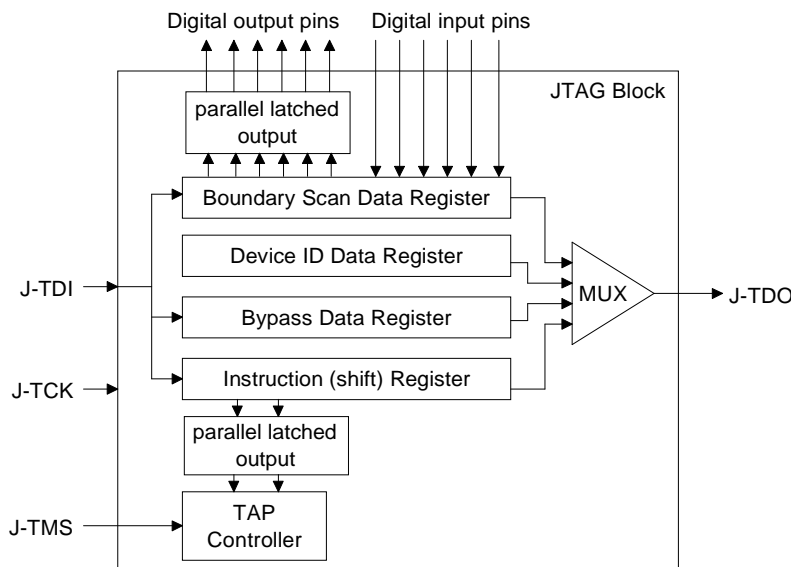 Digital output pins
Digital input pins
JTAG Block
parallel latched
output
Boundary Scan Data Register
Device ID Data Register
MUX
J-TDI
J-TDO
Bypass Data Register
Instruction (shift) Register
J-TCK
parallel latched
output
TAP
Controller
J-TMS